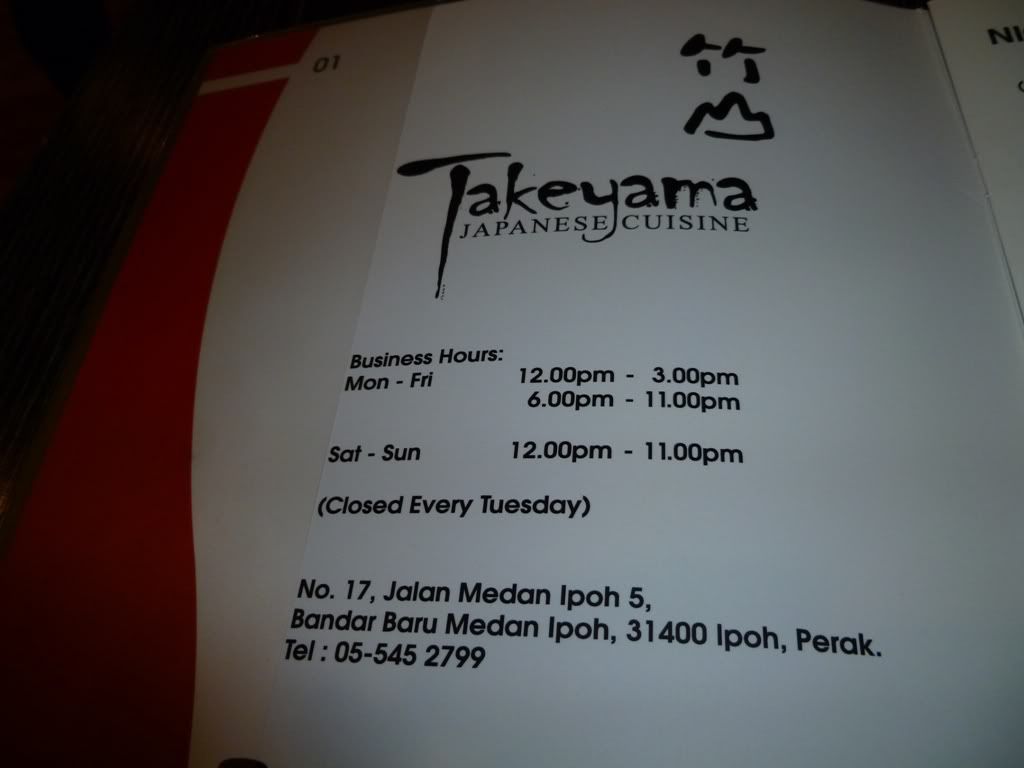 01
竹
山
Takeyama
JAPANESE CUISINE
Business Hours:
Mon - Fri 12.00pm - 3.00pm
6.00pm - 11.00pm
Sat - Sun 12.00pm - 11.00pm
(Closed Every Tuesday)
No. 17, Jalan Medan Ipoh 5,
Bandar Baru Medan Ipoh, 31400 Ipoh, Perak.
Tel : 05-545 2799